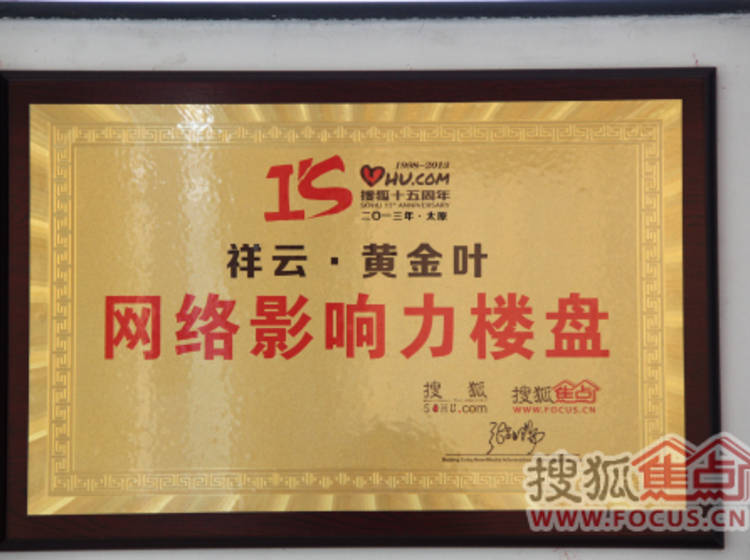 15
1998-2013
UHU.COM
搜狐十五周年
SOHU 15th ANNIVERSARY
二〇一三年·太原
祥云·黄金叶
网络影响力楼盘
搜狐
SOHU.com
搜狐焦点
WWW.FOCUS.CN
搜狐焦点
WWW.FOCUS.CN